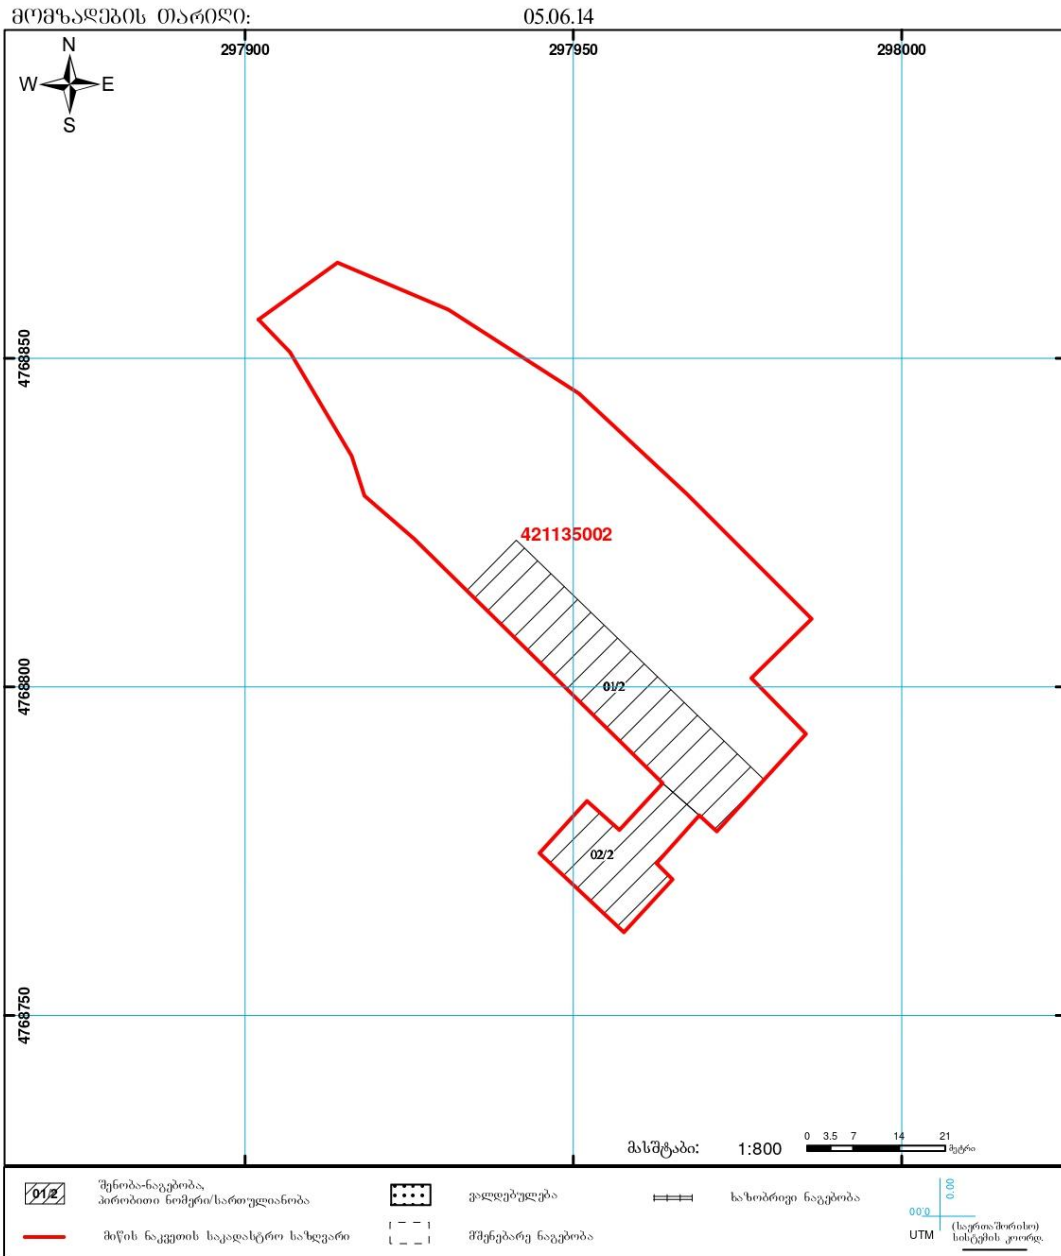 მომზადების თარიღი: 05.06.14
297900 297950 298000
N
W E
S
4768850
421135002
01/2
4768800
02/2
4768750
მასშტაბი: 1:800 0 3.5 7 14 21 მეტრი
01/2 შენობა-ნაგებობა, პირობითი ნომერი/სართულიანობა
ვალდებულება
ხაზობრივი ნაგებობა
მიწის ნაკვეთის საკადასტრო საზღვარი
მშენებარე ნაგებობა
0.00
00.0
UTM (საერთაშორისო) სისტემის კოორდ.